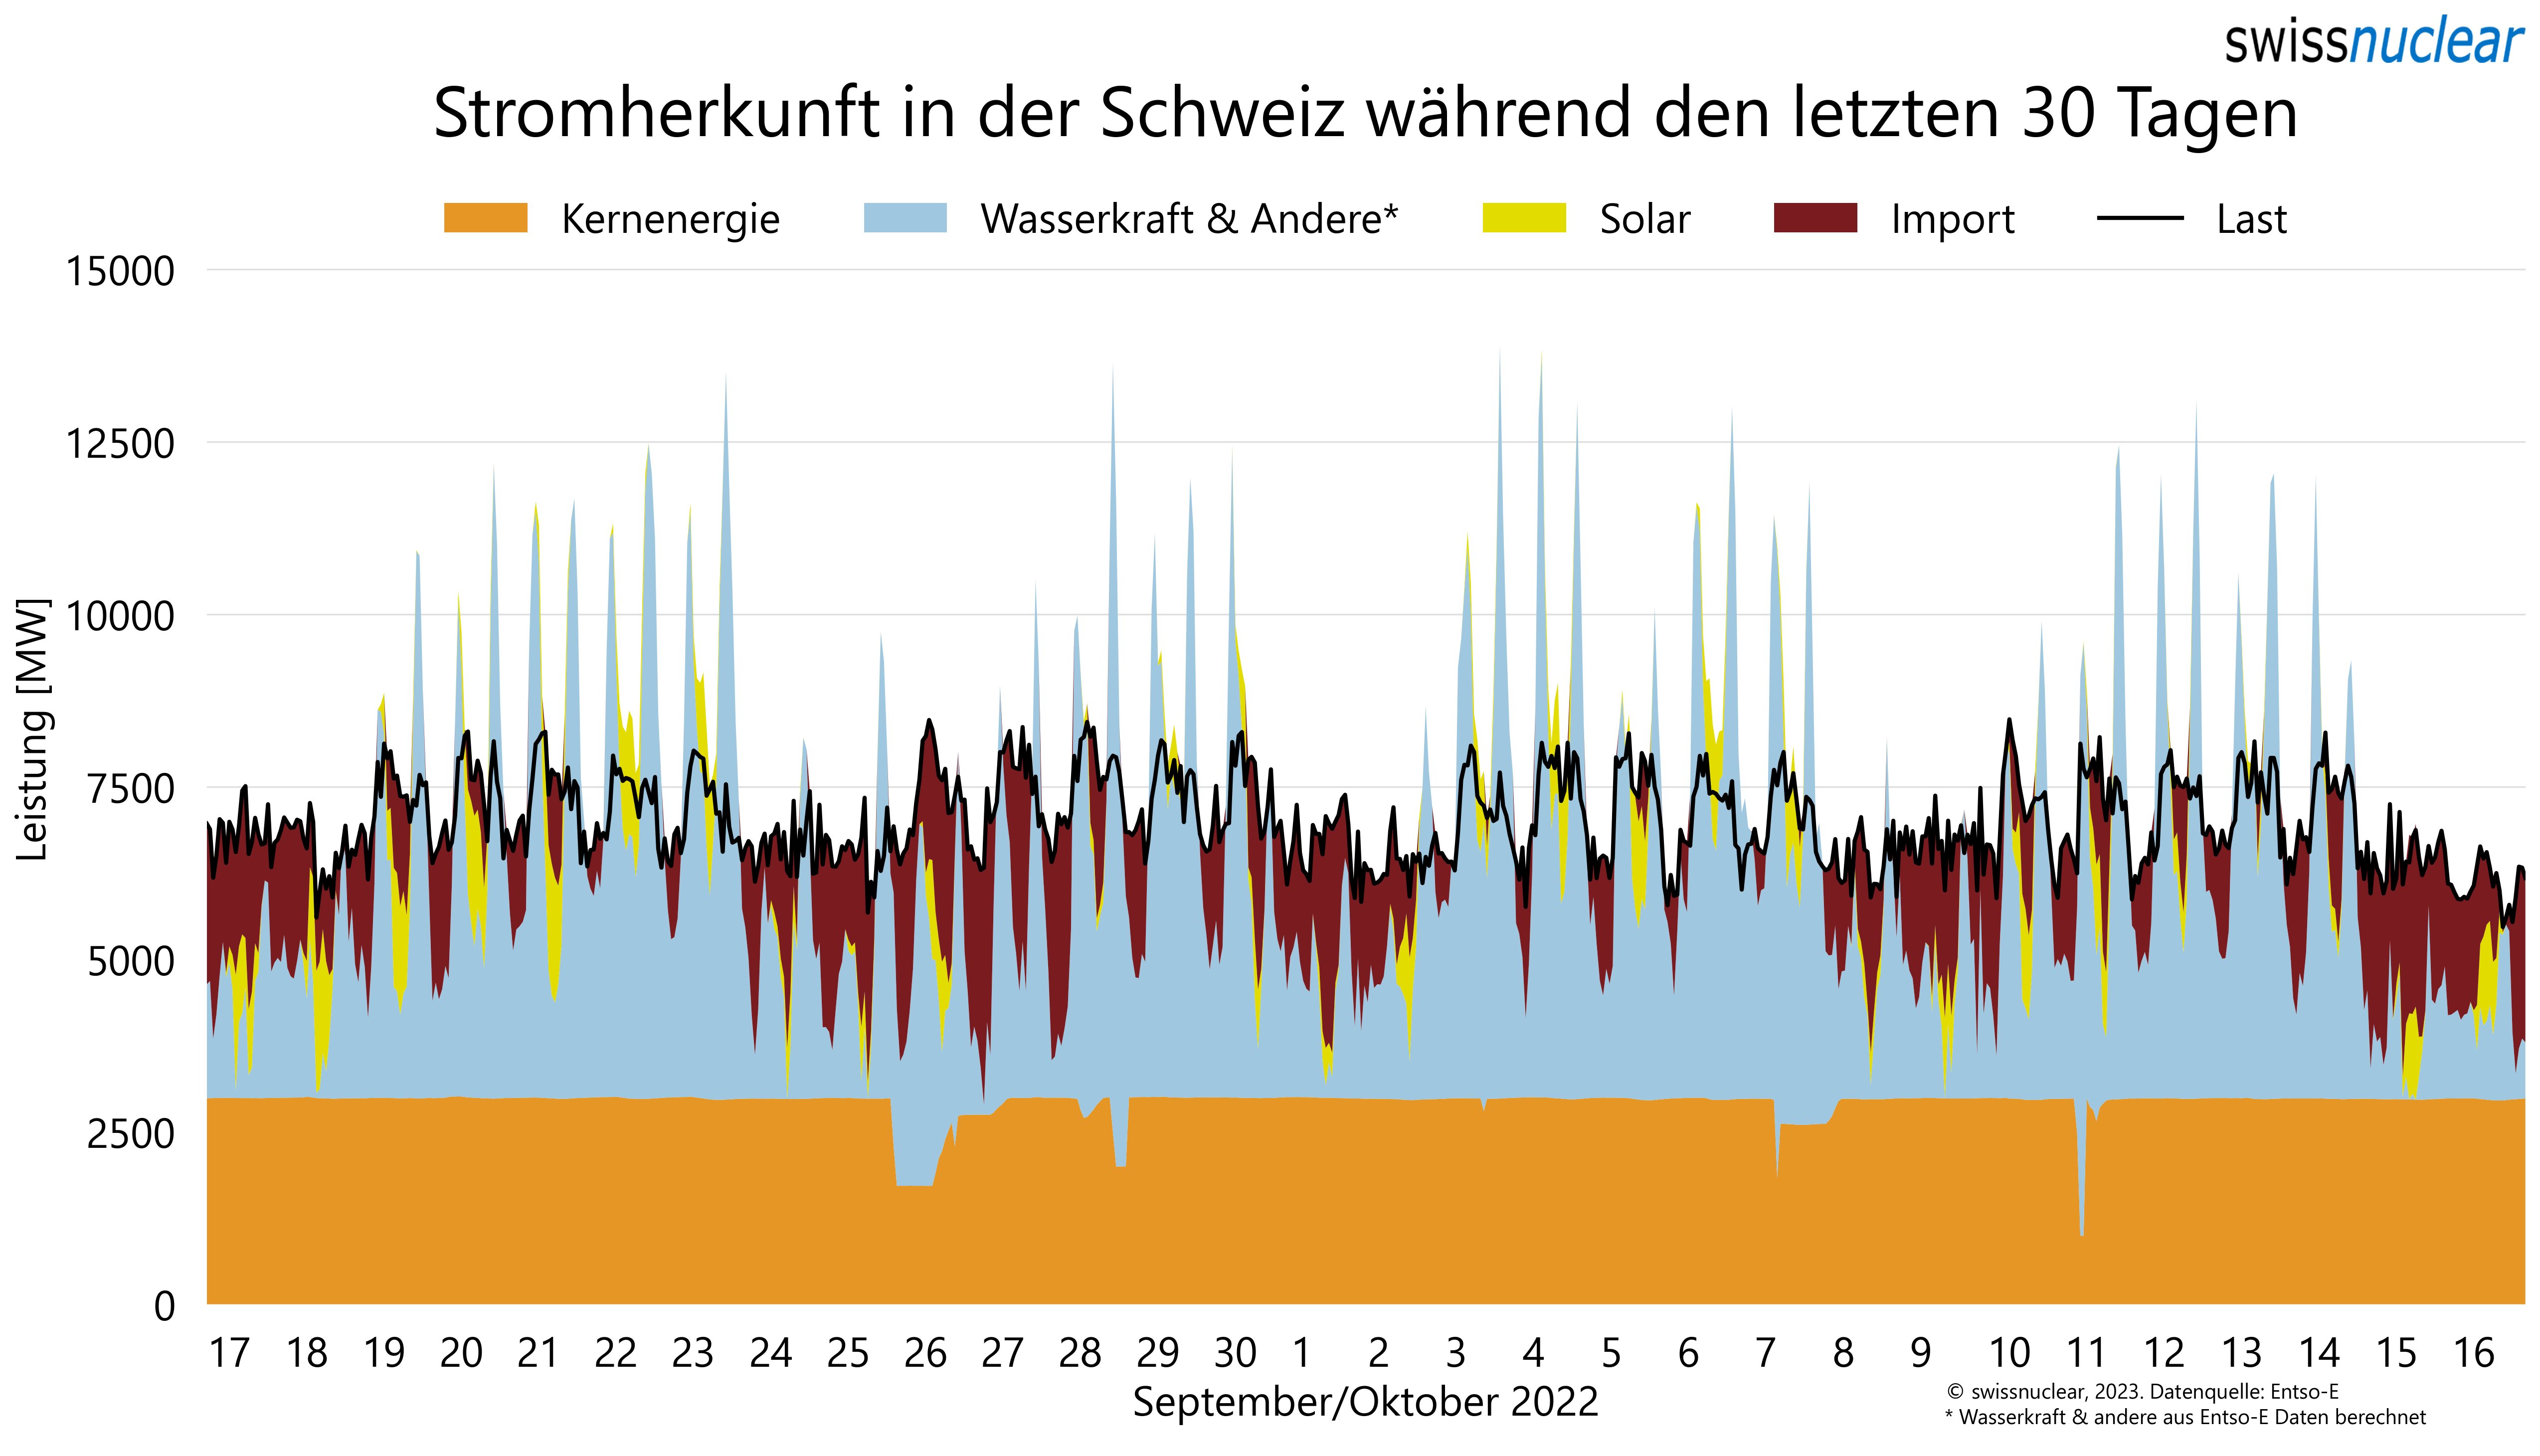 swissnuclear
Stromherkunft in der Schweiz während den letzten 30 Tagen
Kernenergie Wasserkraft & Andere* Solar Import Last
15000
12500
10000
7500
5000
2500
0
Leistung [MW]
17 18 19 20 21 22 23 24 25 26 27 28 29 30 1 2 3 4 5 6 7 8 9 10 11 12 13 14 15 16
September/Oktober 2022
© swissnuclear, 2023. Datenquelle: Entso-E
* Wasserkraft & andere aus Entso-E Daten berechnet